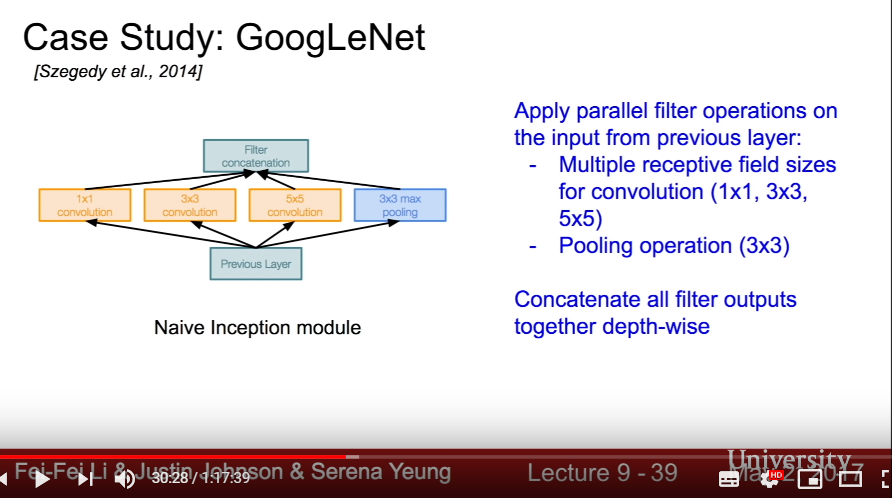 Case Study: GoogLeNet
[Szegedy et al., 2014]
Filter
concatenation
1x1
convolution
3x3
convolution
5x5
convolution
3x3 max
pooling
Previous Layer
Naive Inception module
Apply parallel filter operations on
the input from previous layer:
- Multiple receptive field sizes
for convolution (1x1, 3x3,
5x5)
- Pooling operation (3x3)
Concatenate all filter outputs
together depth-wise
University
Fei-Fei Li & Justin Johnson & Serena Yeung
Lecture 9 - 39
2017
30:28 / 1:17:39
HD